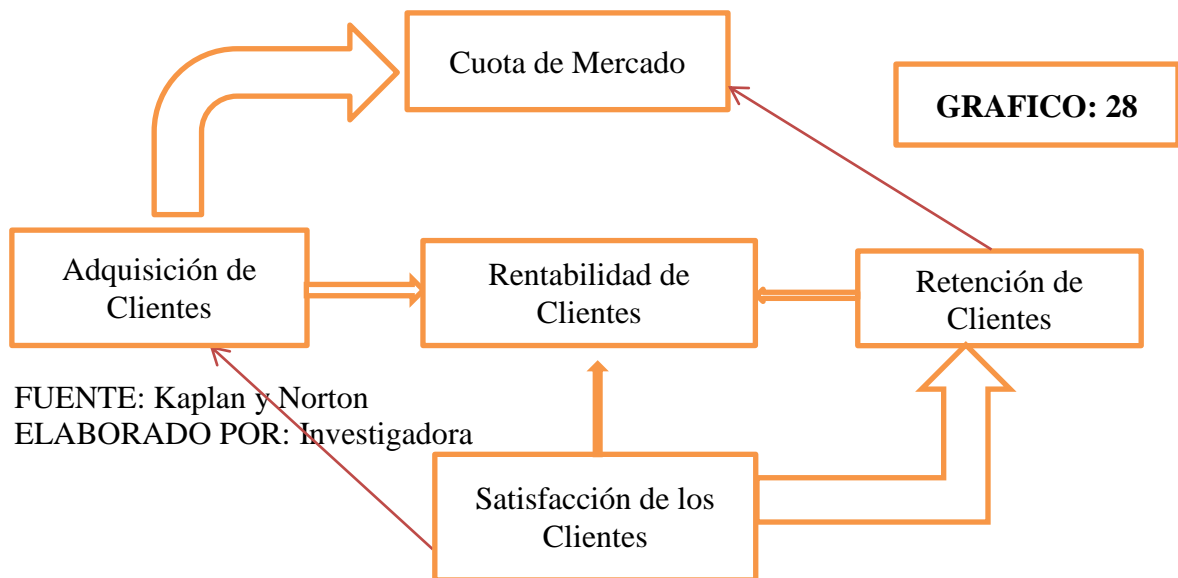 Cuota de Mercado
GRAFICO: 28
Adquisición de
Clientes
Rentabilidad de
Clientes
Retención de
Clientes
FUENTE: Kaplan y Norton
ELABORADO POR: Investigadora
Satisfacción de los
Clientes